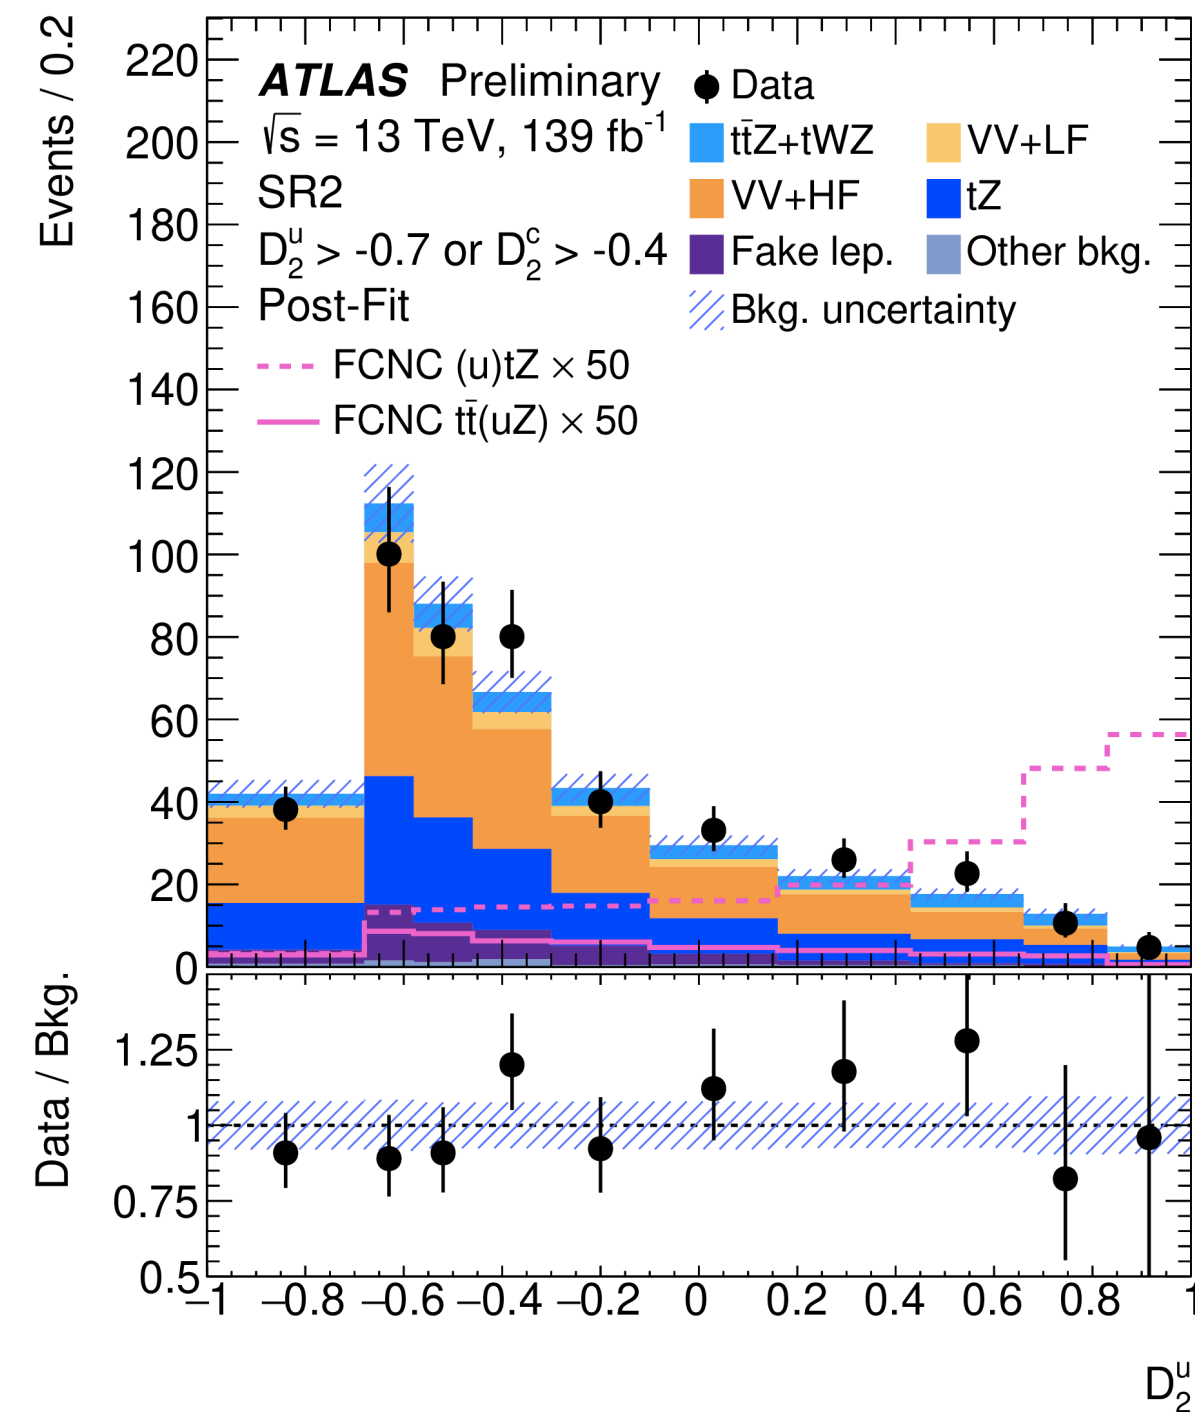 Events / 0.2
220
200
180
160
140
120
100
80
60
40
20
0
ATLAS Preliminary
√s = 13 TeV, 139 fb⁻¹
SR2
D₂ᵘ > -0.7 or D₂ᶜ > -0.4
Post-Fit
FCNC (u)tZ × 50
FCNC tt̄(uZ) × 50
Data
tt̄Z+tWZ
VV+LF
VV+HF
tZ
Fake lep.
Other bkg.
Bkg. uncertainty
Data / Bkg.
1.25
1
0.75
0.5
−1 −0.8 −0.6 −0.4 −0.2 0 0.2 0.4 0.6 0.8 1
D₂ᵘ